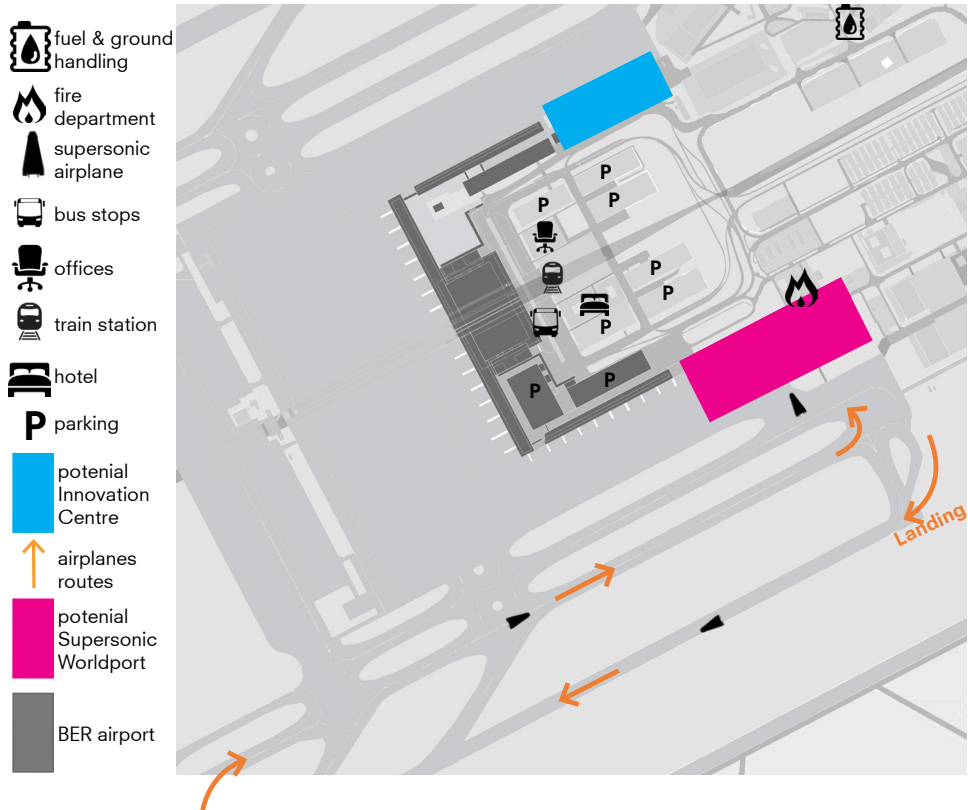 fuel & ground
handling
fire
department
supersonic
airplane
bus stops
offices
train station
hotel
P parking
potenial
Innovation
Centre
airplanes
routes
potential
Supersonic
Worldport
BER airport
P
P
P
P
P
P
P
P
Landing